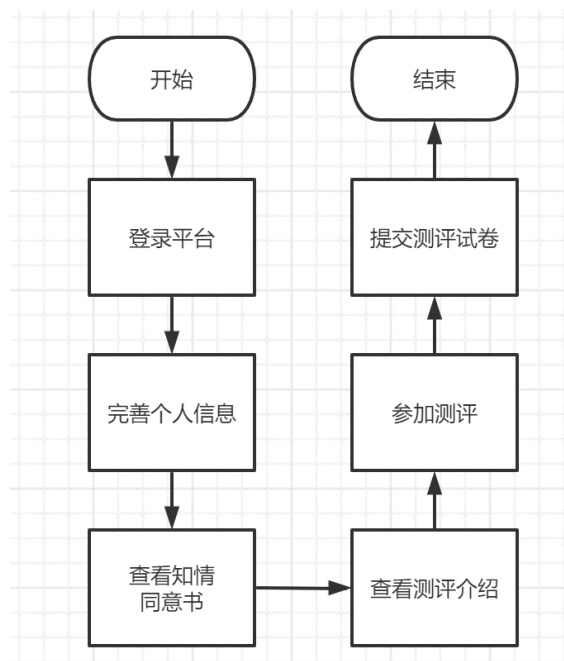 开始
登录平台
完善个人信息
查看知情
同意书
查看测评介绍
参加测评
提交测评试卷
结束